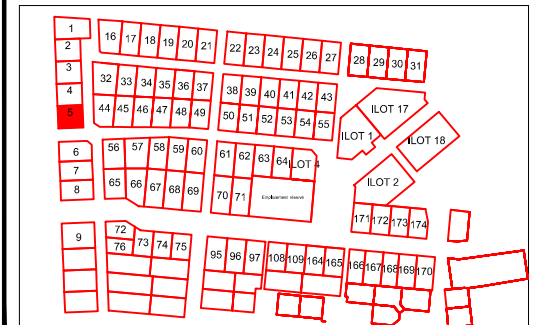 1
2
3
4
5
16 17 18 19 20 21
22 23 24 25 26 27
28 29 30 31
32 33 34 35 36 37
44 45 46 47 48 49
38 39 40 41 42 43
50 51 52 53 54 55
ILOT 17
ILOT 1
ILOT 18
ILOT 2
6
7
8
56 57 58 59 60
65 66 67 68 69
61 62 63 64 ILOT 4
70 71 Emplacement réservé
171 172 173 174
9
72
76 73 74 75
95 96 97
108 109 164 165
166 167 168 169 170